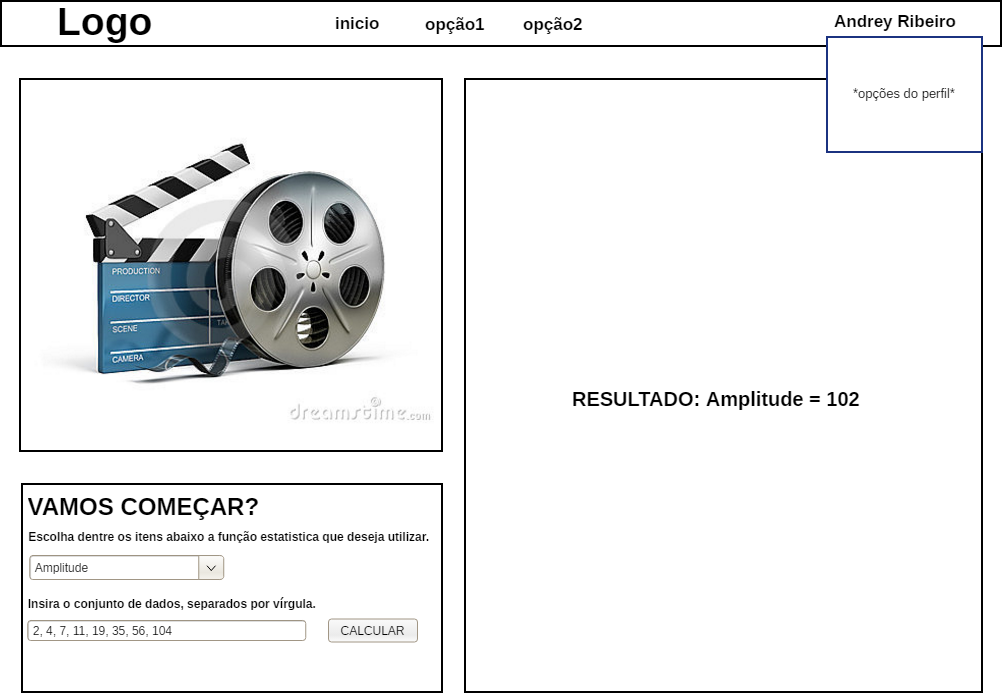 Logo
inicio
opção1
opção2
Andrey Ribeiro
*opções do perfil*
PRODUCTION
DIRECTOR
SCENE
CAMERA
dreamstime.com
RESULTADO: Amplitude = 102
VAMOS COMEÇAR?
Escolha dentre os itens abaixo a função estatistica que deseja utilizar.
Amplitude
Insira o conjunto de dados, separados por vírgula.
2, 4, 7, 11, 19, 35, 56, 104
CALCULAR